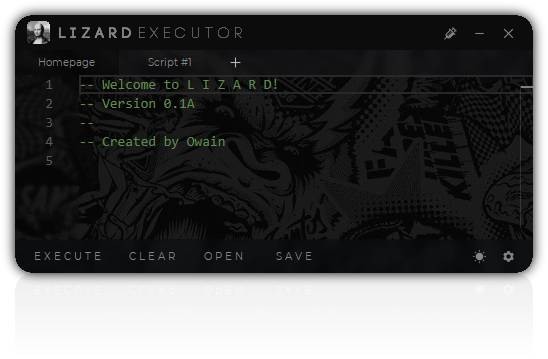 LIZARD EXECUTOR
Homepage Script #1 +
1 -- Welcome to L I Z A R D!
2 -- Version 0.1A
3 --
4 -- Created by Owain
5
EXECUTE CLEAR OPEN SAVE